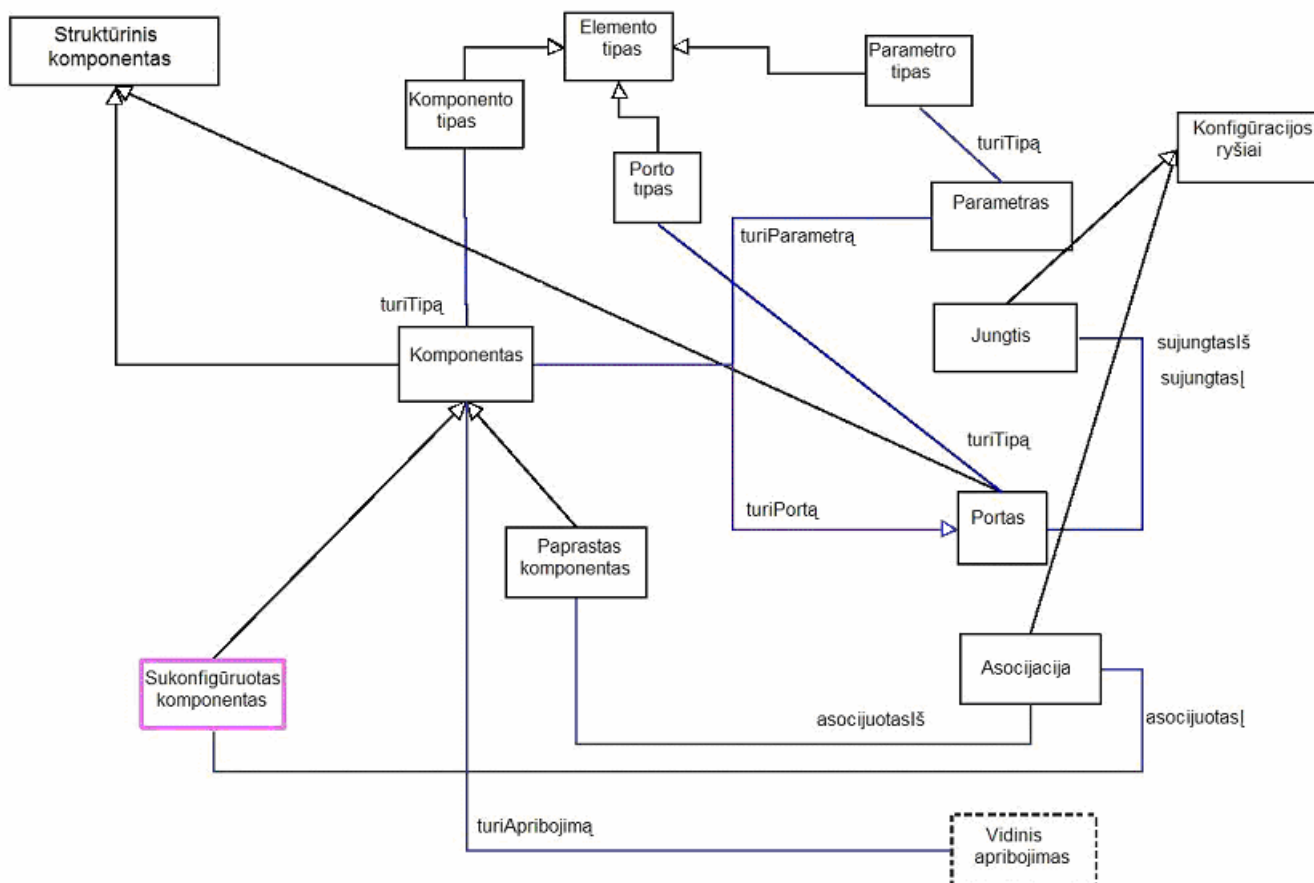 Struktūrinis
komponentas
Elemento
tipas
Parametro
tipas
Komponento
tipas
Konfigūracijos
ryšiai
Porto
tipas
turiTipą
Parametras
turiParametrą
turiTipą
Jungtis
sujungtasIš
sujungtasĮ
Komponentas
turiTipą
turiPortą
Portas
Paprastas
komponentas
Asocijacija
Sukonfigūruotas
komponentas
asocijuotasIš
asocijuotasĮ
turiApribojimą
Vidinis
apribojimas